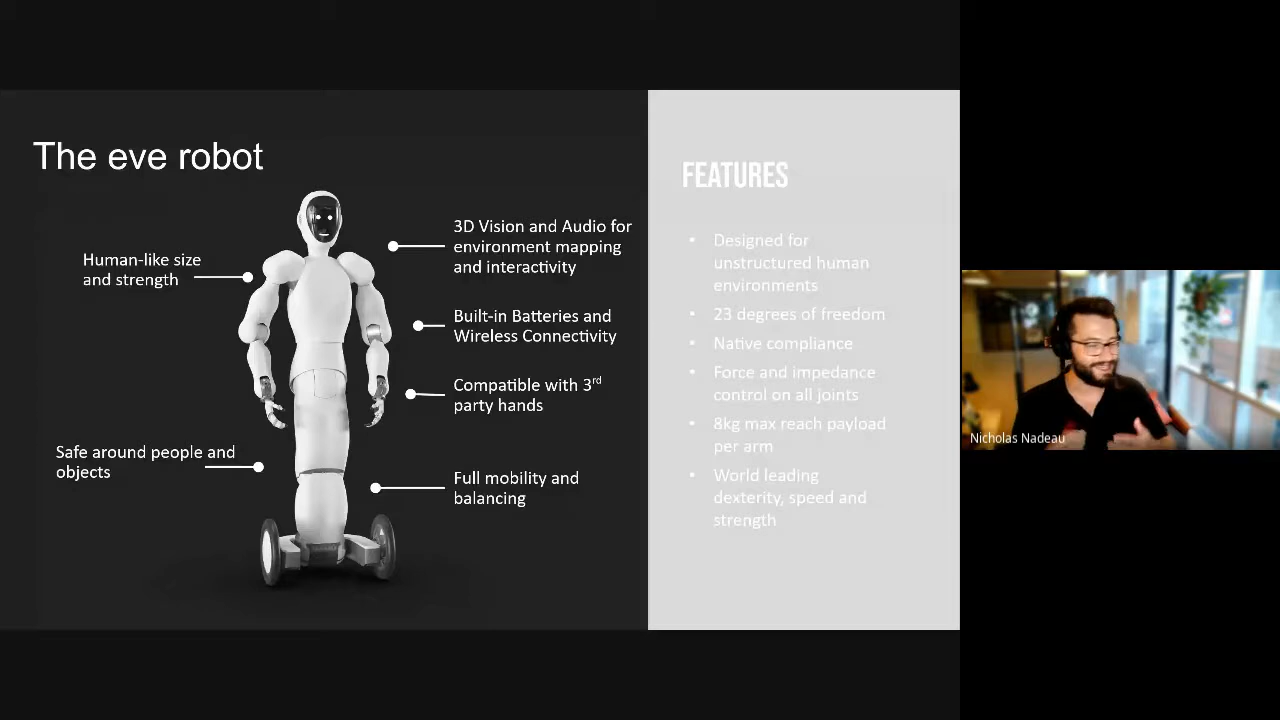 The eve robot
Human-like size
and strength
Safe around people and
objects
3D Vision and Audio for
environment mapping
and interactivity
Built-in Batteries and
Wireless Connectivity
Compatible with 3rd
party hands
Full mobility and
balancing
FEATURES
• Designed for
unstructured human
environments
• 23 degrees of freedom
• Native compliance
• Force and impedance
control on all joints
• 8kg max reach payload
per arm
• World leading
dexterity, speed and
strength
Nicholas Nadeau